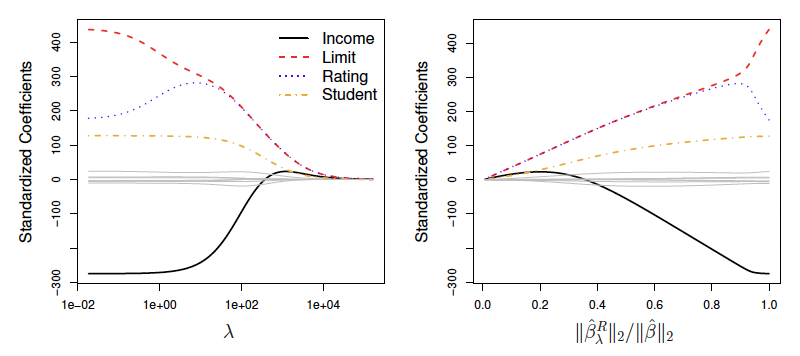 Standardized Coefficients
400
300
200
100
0
−100
−300
1e−02 1e+00 1e+02 1e+04
λ
Income
Limit
Rating
Student
Standardized Coefficients
400
300
200
100
0
−100
−300
0.0 0.2 0.4 0.6 0.8 1.0
‖β̂ᴿλ‖₂/‖β̂‖₂